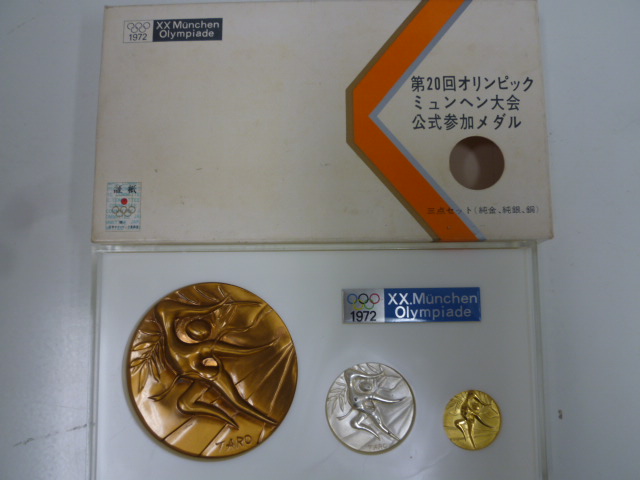 XX München
Olympiade
1972
第20回オリンピック
ミュンヘン大会
公式参加メダル
三点セット(純金、純銀、銅)
証紙
XX.München
Olympiade
1972
TARO
TARO